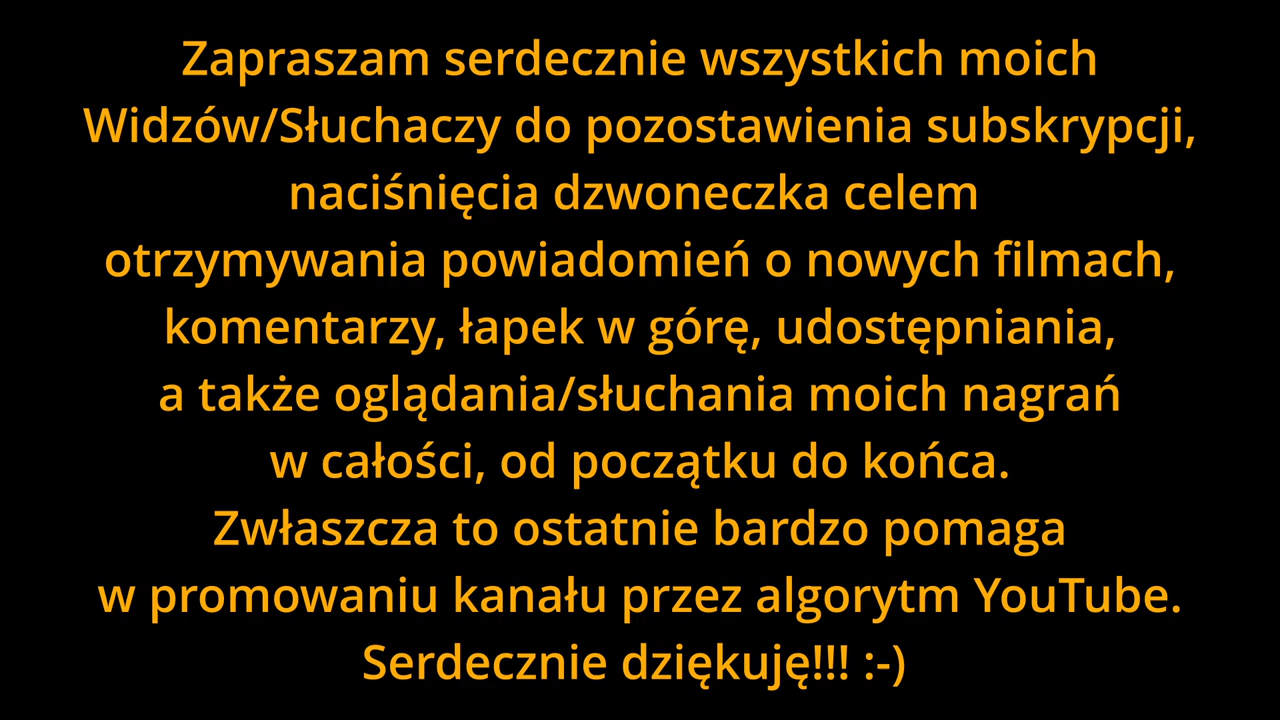 Zapraszam serdecznie wszystkich moich
Widzów/Słuchaczy do pozostawienia subskrypcji,
naciśnięcia dzwoneczka celem
otrzymywania powiadomień o nowych filmach,
komentarzy, łapek w górę, udostępniania,
a także oglądania/słuchania moich nagrań
w całości, od początku do końca.
Zwłaszcza to ostatnie bardzo pomaga
w promowaniu kanału przez algorytm YouTube.
Serdecznie dziękuję!!! :-)